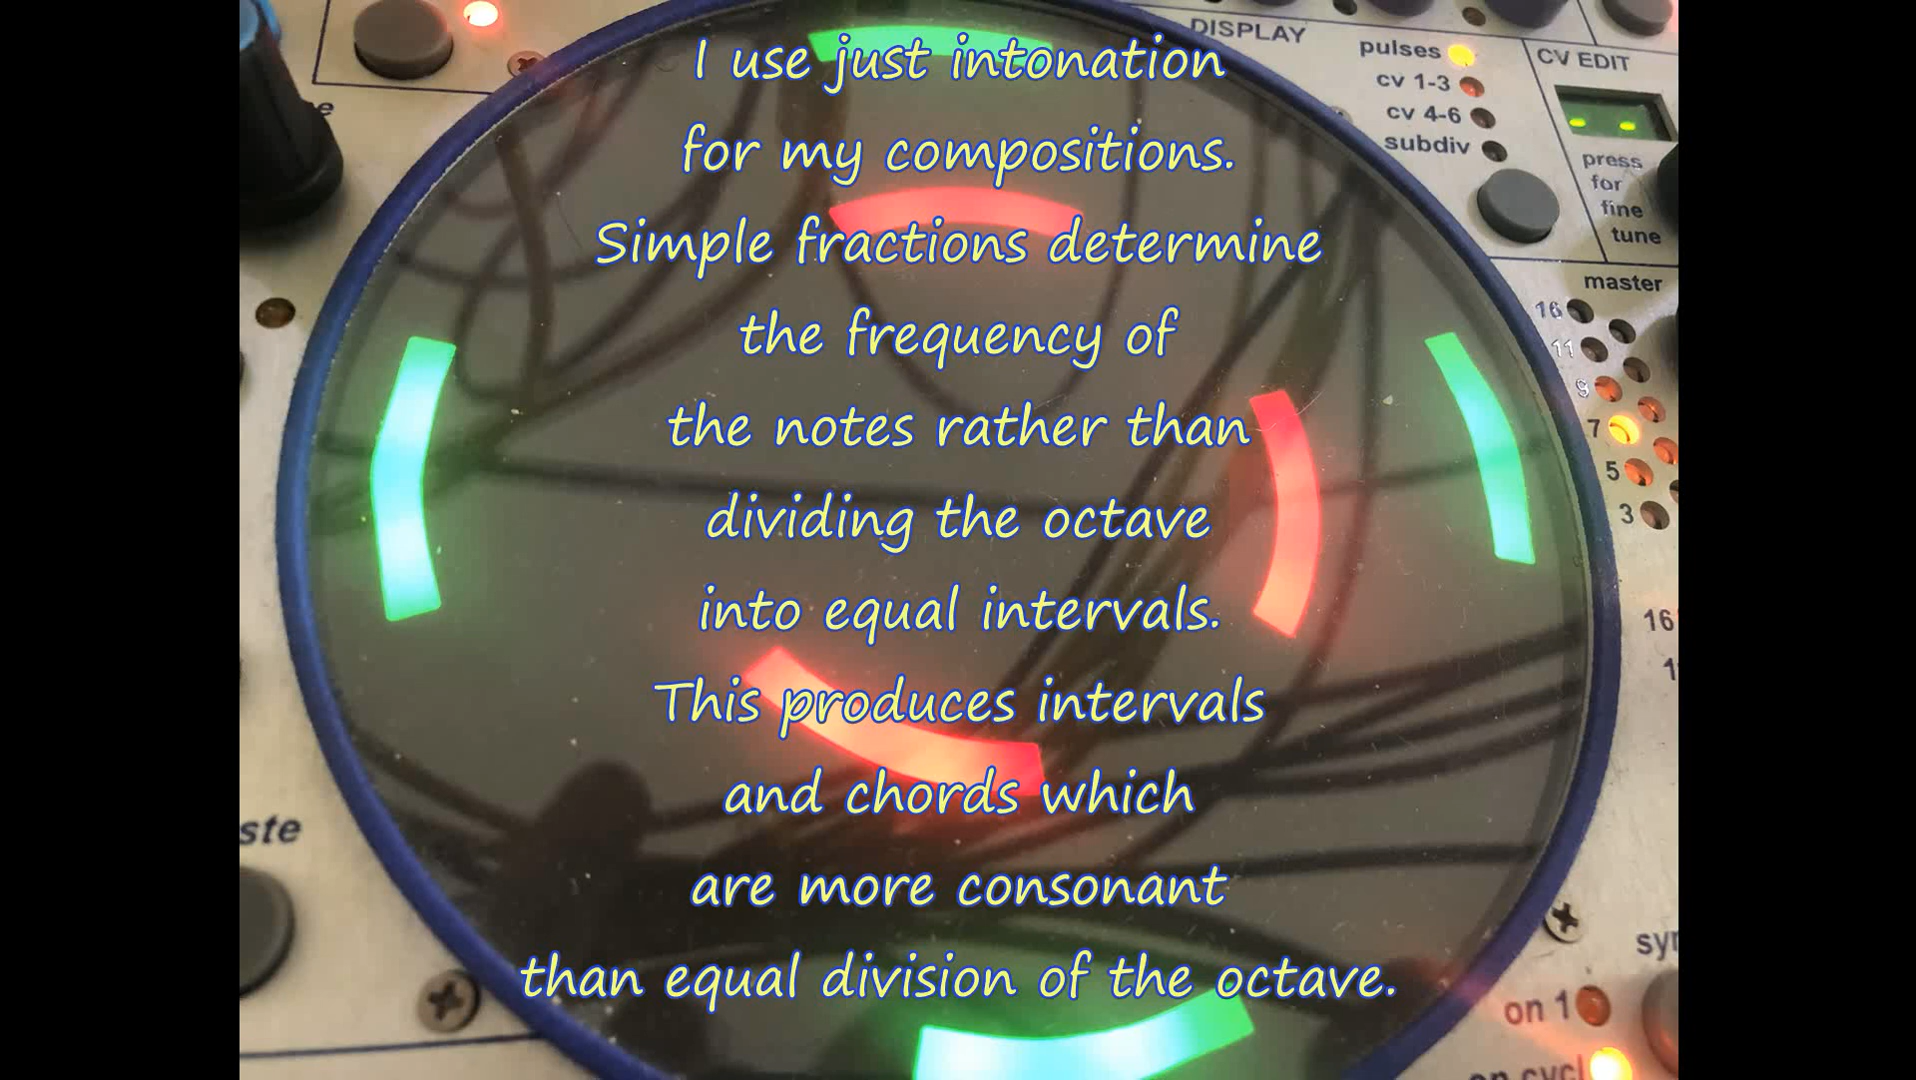 I use just intonation
for my compositions.
Simple fractions determine
the frequency of
the notes rather than
dividing the octave
into equal intervals.
This produces intervals
and chords which
are more consonant
than equal division of the octave.
DISPLAY
pulses
cv 1-3
cv 4-6
subdiv
CV EDIT
press
for
fine
tune
master
16
11
9
7
5
3
16
ste
on 1